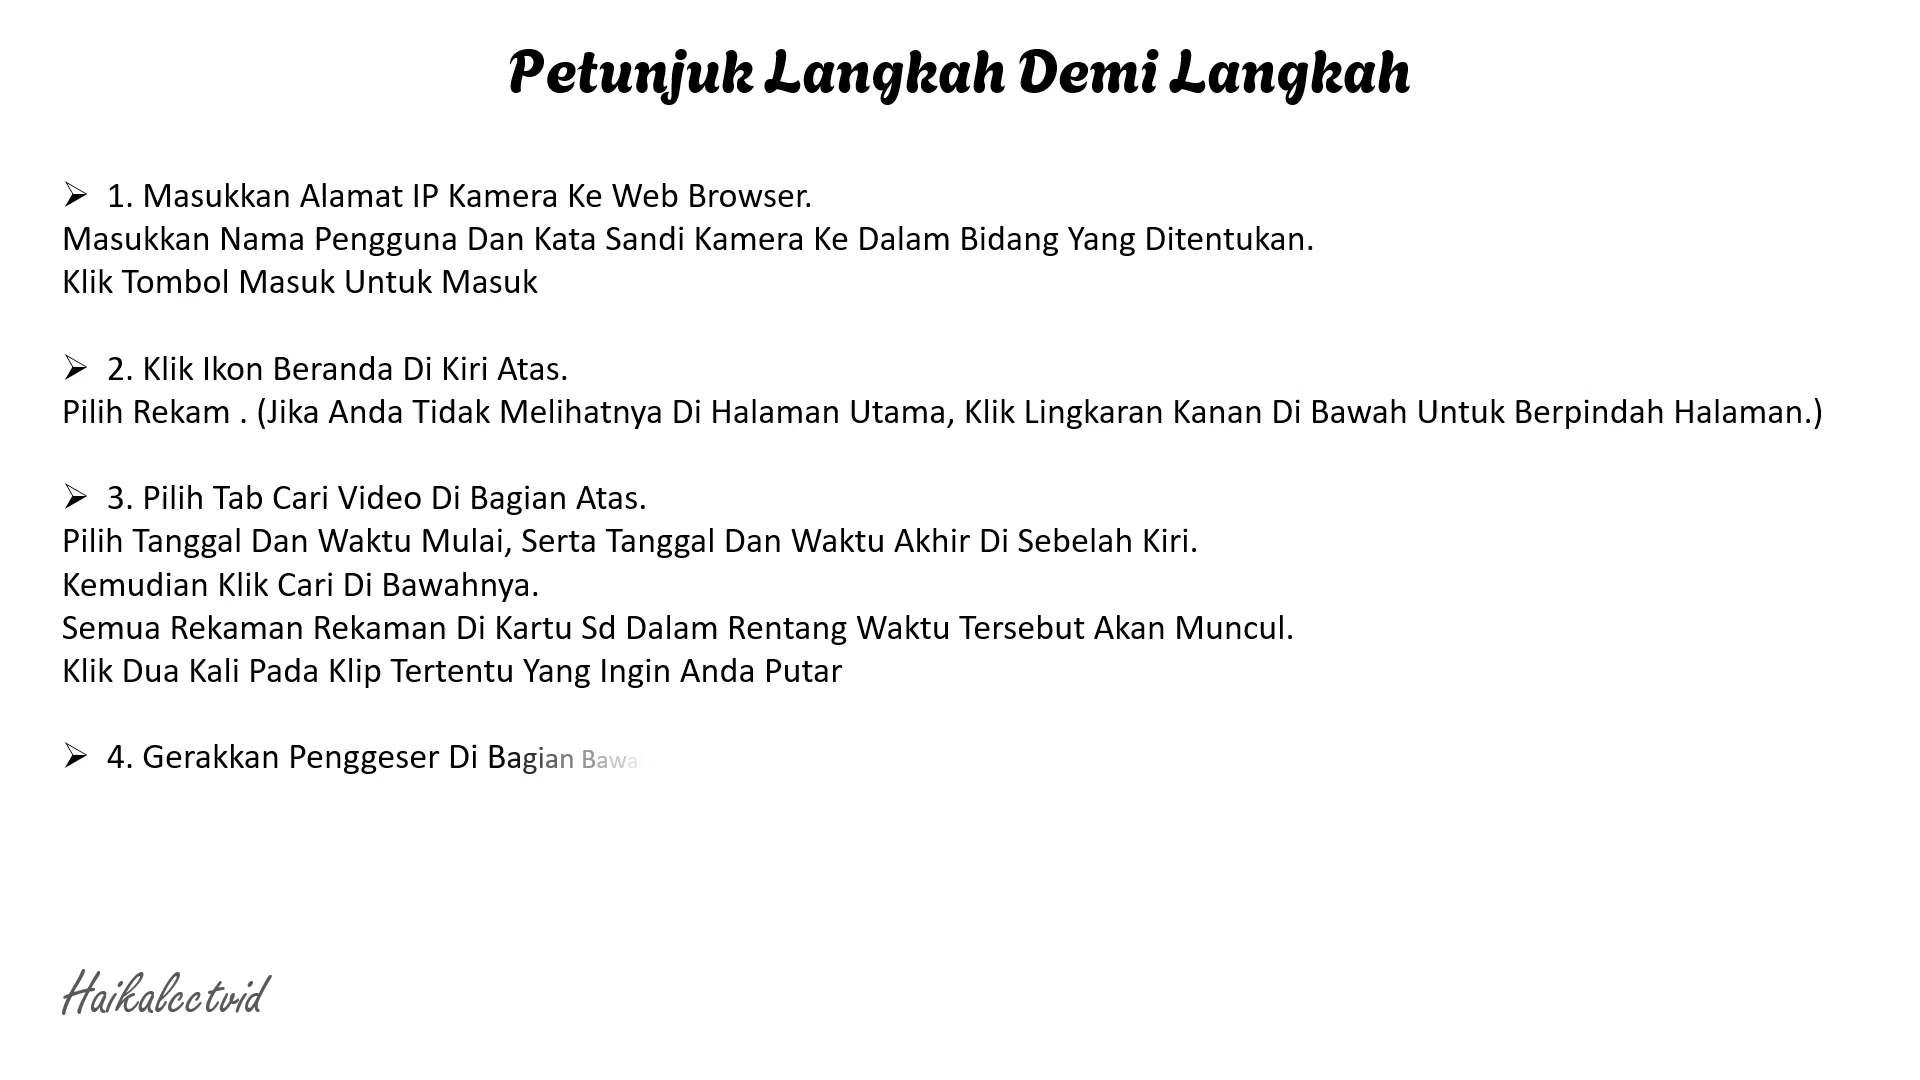 Petunjuk Langkah Demi Langkah
➢ 1. Masukkan Alamat IP Kamera Ke Web Browser.
Masukkan Nama Pengguna Dan Kata Sandi Kamera Ke Dalam Bidang Yang Ditentukan.
Klik Tombol Masuk Untuk Masuk
➢ 2. Klik Ikon Beranda Di Kiri Atas.
Pilih Rekam . (Jika Anda Tidak Melihatnya Di Halaman Utama, Klik Lingkaran Kanan Di Bawah Untuk Berpindah Halaman.)
➢ 3. Pilih Tab Cari Video Di Bagian Atas.
Pilih Tanggal Dan Waktu Mulai, Serta Tanggal Dan Waktu Akhir Di Sebelah Kiri.
Kemudian Klik Cari Di Bawahnya.
Semua Rekaman Rekaman Di Kartu Sd Dalam Rentang Waktu Tersebut Akan Muncul.
Klik Dua Kali Pada Klip Tertentu Yang Ingin Anda Putar
➢ 4. Gerakkan Penggeser Di Bagian
Haikalcctvid